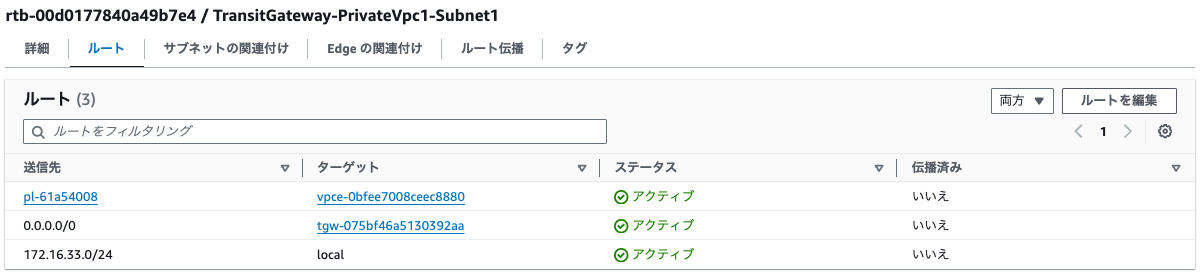 rtb-00d0177840a49b7e4 / TransitGateway-PrivateVpc1-Subnet1
詳細 ルート サブネットの関連付け Edge の関連付け ルート伝播 タグ
ルート (3) 両方 ルートを編集
ルートをフィルタリング 1
送信先 ターゲット ステータス 伝播済み
pl-61a54008 vpce-0bfee7008ceec8880 アクティブ いいえ
0.0.0.0/0 tgw-075bf46a5130392aa アクティブ いいえ
172.16.33.0/24 local アクティブ いいえ